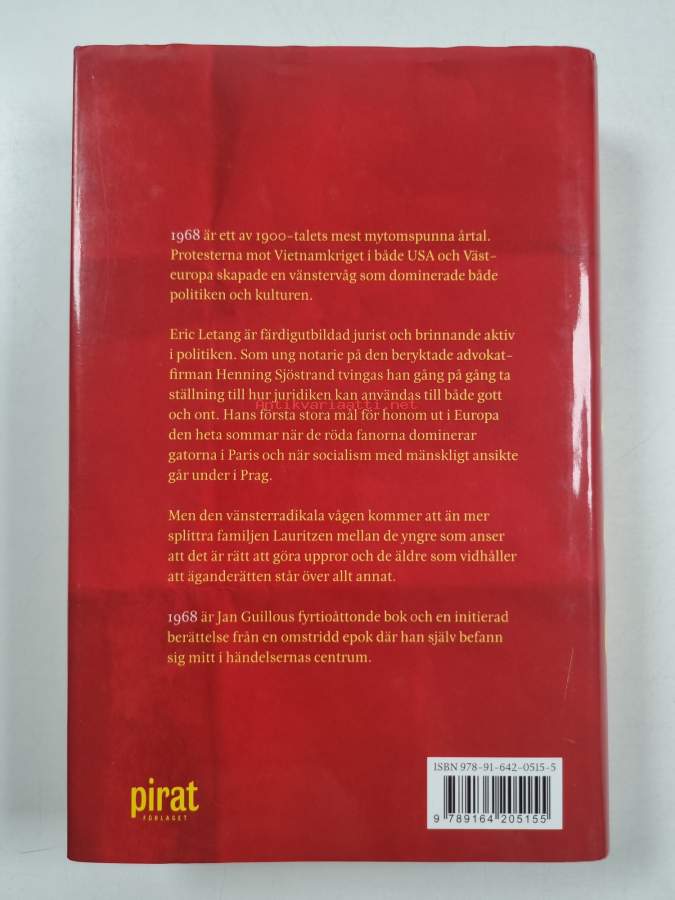 1968 är ett av 1900-talets mest mytomspunna årtal.
Protesterna mot Vietnamkriget i både USA och Väst-
europa skapade en vänstervåg som dominerade både
politiken och kulturen.
Eric Letang är färdigutbildad jurist och brinnande aktiv
i politiken. Som ung notarie på den beryktade advokat-
firman Henning Sjöstrand tvingas han gång på gång ta
ställning till hur juridiken kan användas till både gott
och ont. Hans första stora mål för honom ut i Europa
Antikvariaatti.net
den heta sommar när de röda fanorna dominerar
gatorna i Paris och när socialism med mänskligt ansikte
går under i Prag.
Men den vänsterradikala vågen kommer att än mer
splittra familjen Lauritzen mellan de yngre som anser
att det är rätt att göra uppror och de äldre som vidhåller
att äganderätten står över allt annat.
1968 är Jan Guillous fyrtioåttonde bok och en initierad
berättelse från en omstridd epok där han själv befann
sig mitt i händelsernas centrum.
ISBN 978-91-642-0515-5
9 789164 205155
pirat
FÖRLAGET